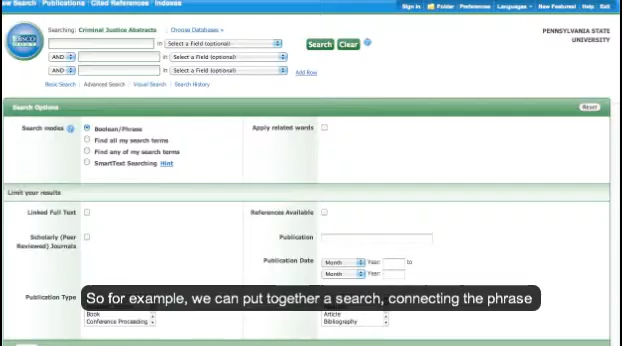 New Search Publications Cited References Indexes Sign In Folder Preferences Languages New Features! Help Exit
Searching: Criminal Justice Abstracts Choose Databases » PENNSYLVANIA STATE UNIVERSITY
EBSCO
in Select a Field (optional) Search Clear
AND in Select a Field (optional)
AND in Select a Field (optional) Add Row
Basic Search Advanced Search Visual Search Search History
Search Options Reset
Search modes Boolean/Phrase Apply related words
Find all my search terms
Find any of my search terms
SmartText Searching Hint
Limit your results
Linked Full Text References Available
Scholarly (Peer Reviewed) Journals Publication
Publication Date Month Year: to
Month Year:
Publication Type
So for example, we can put together a search, connecting the phrase
Book Article
Conference Proceeding Bibliography